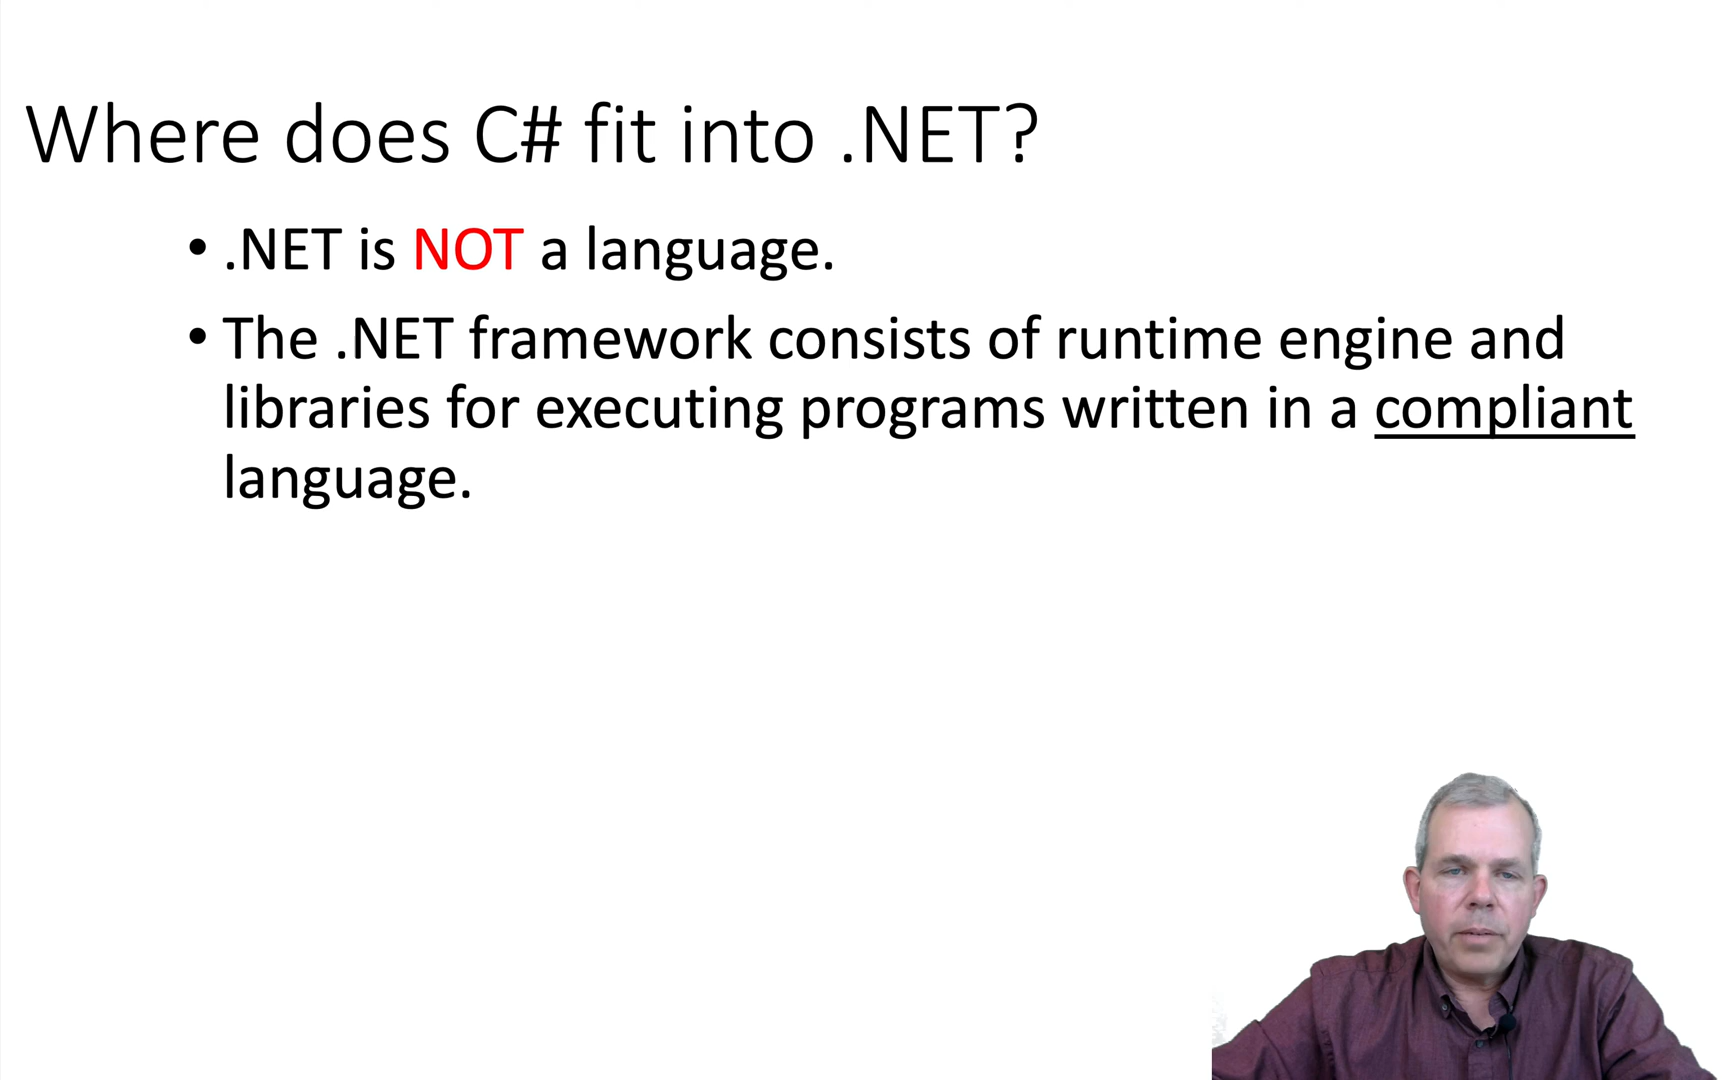 Where does C# fit into .NET?
• .NET is NOT a language.
• The .NET framework consists of runtime engine and
libraries for executing programs written in a compliant
language.